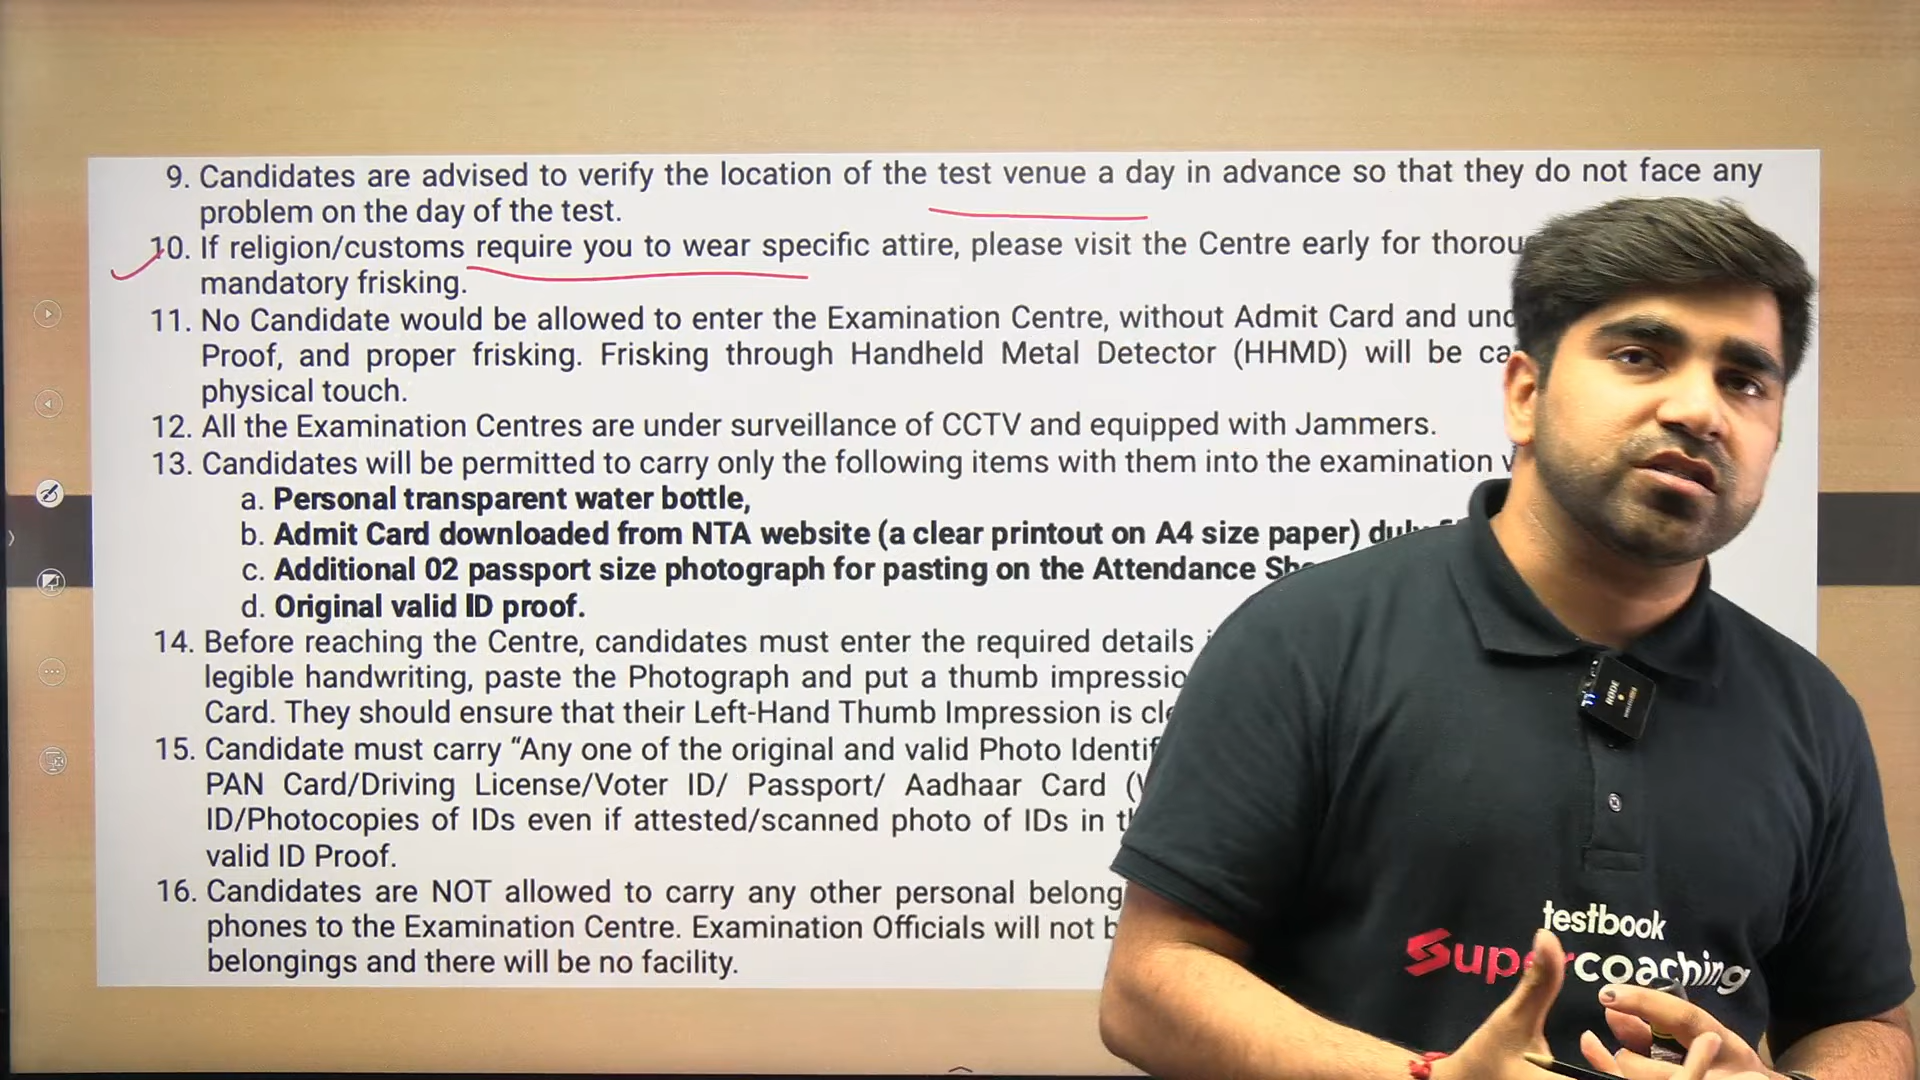 9. Candidates are advised to verify the location of the test venue a day in advance so that they do not face any
problem on the day of the test.
10. If religion/customs require you to wear specific attire, please visit the Centre early for
mandatory frisking.
11. No Candidate would be allowed to enter the Examination Centre, without Admit Card and
Proof, and proper frisking. Frisking through Handheld Metal Detector (HHMD) will be
physical touch.
12. All the Examination Centres are under surveillance of CCTV and equipped with Jammers.
13. Candidates will be permitted to carry only the following items with them into the examination
a. Personal transparent water bottle,
b. Admit Card downloaded from NTA website (a clear printout on A4 size paper)
c. Additional 02 passport size photograph for pasting on the Attendance
d. Original valid ID proof.
14. Before reaching the Centre, candidates must enter the required details
legible handwriting, paste the Photograph and put a thumb
Card. They should ensure that their Left-Hand Thumb Impression is
15. Candidate must carry “Any one of the original and valid Photo
PAN Card/Driving License/Voter ID/ Passport/ Aadhaar Card
ID/Photocopies of IDs even if attested/scanned photo of IDs in
valid ID Proof.
16. Candidates are NOT allowed to carry any other personal
phones to the Examination Centre. Examination Officials will not
belongings and there will be no facility.
RODE
testbook
Supercoaching